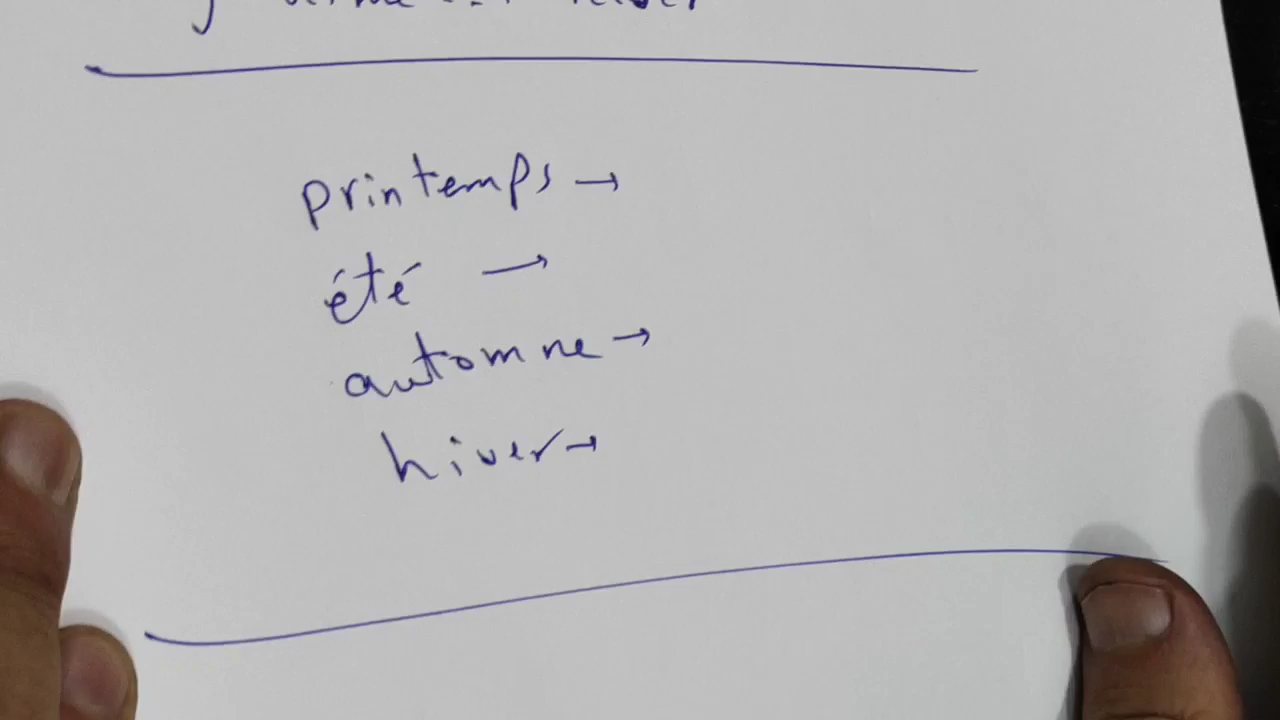 printemps →
été →
automne →
hiver →